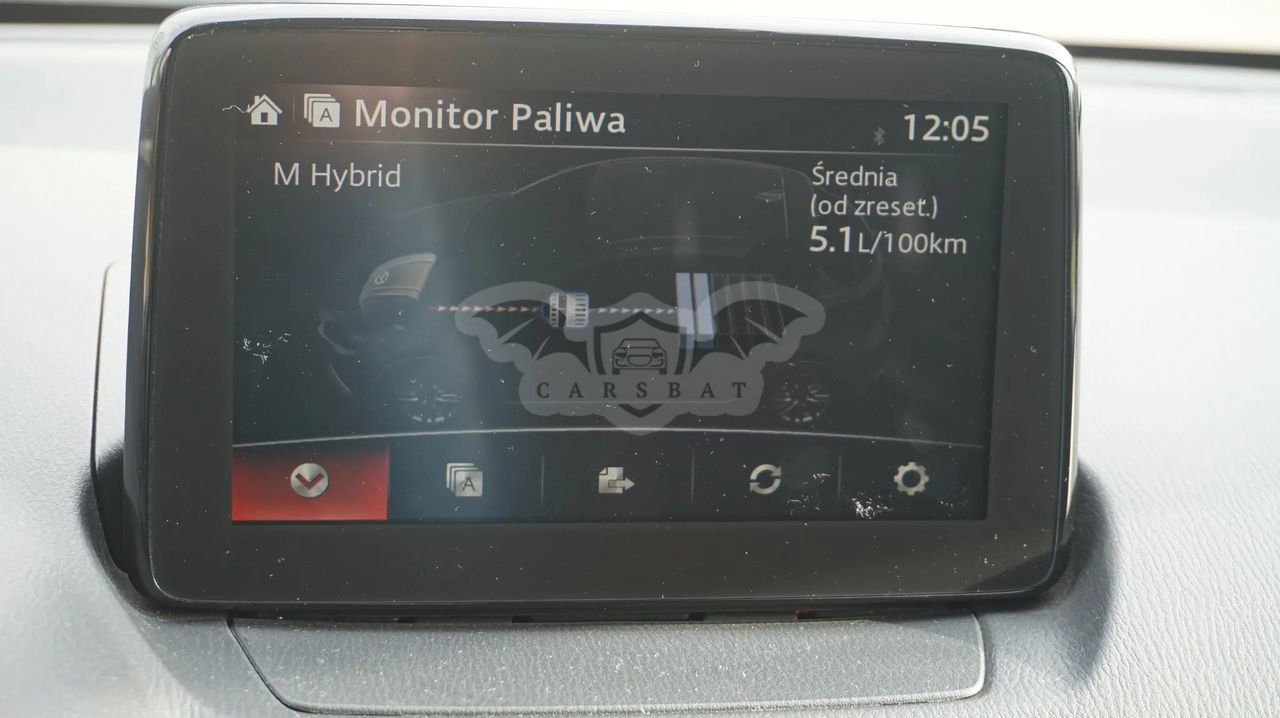 Monitor Paliwa
12:05
M Hybrid
Średnia
(od zreset.)
5.1L/100km
CARSBAT
A
A